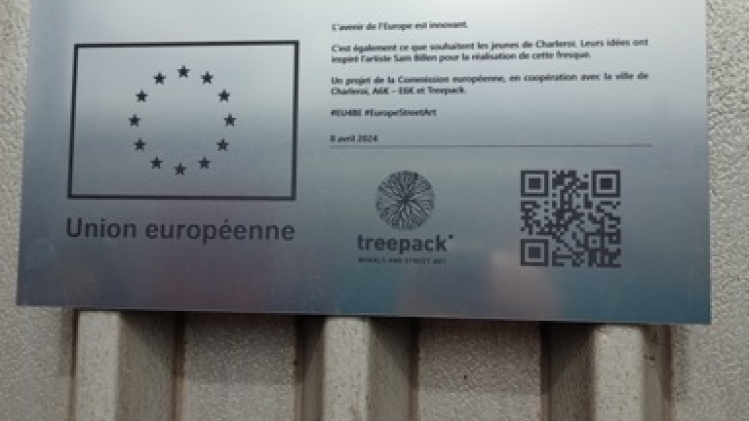 L'avenir de l'Europe est innovant.
C'est également ce que souhaitent les jeunes de Charleroi. Leurs idées ont
inspiré l'artiste Sam Billen pour la réalisation de cette fresque.
Un projet de la Commission européenne, en coopération avec la ville de
Charleroi, A6K – E6K et Treepack.
#EU4BE #EuropeStreetArt
8 avril 2024
Union européenne
treepack
MURALS AND STREET ART